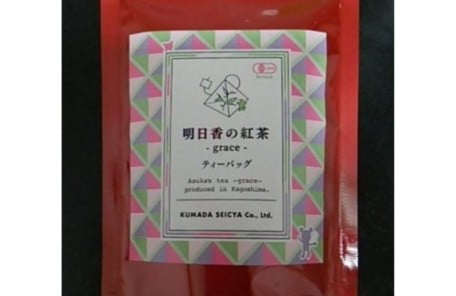 明日香の紅茶
- grace -
ティーバッグ
Asuka's tea -grace-
produced in Kagoshima.
KUMADA SEICYA Co., Ltd.